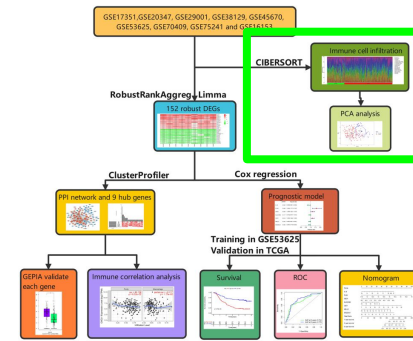 GSE17351,GSE20347, GSE29001, GSE38129, GSE45670,
GSE53625, GSE70409, GSE75241 and GSE16153
CIBERSORT
Immune cell infiltration
PCA analysis
RobustRankAggreg Limma
152 robust DEGs
ClusterProfiler
Cox regression
PPI network and 9 hub genes
Prognostic model
Training in GSE53625
Validation in TCGA
GEPIA validate
each gene
Immune correlation analysis
Survival
ROC
Nomogram